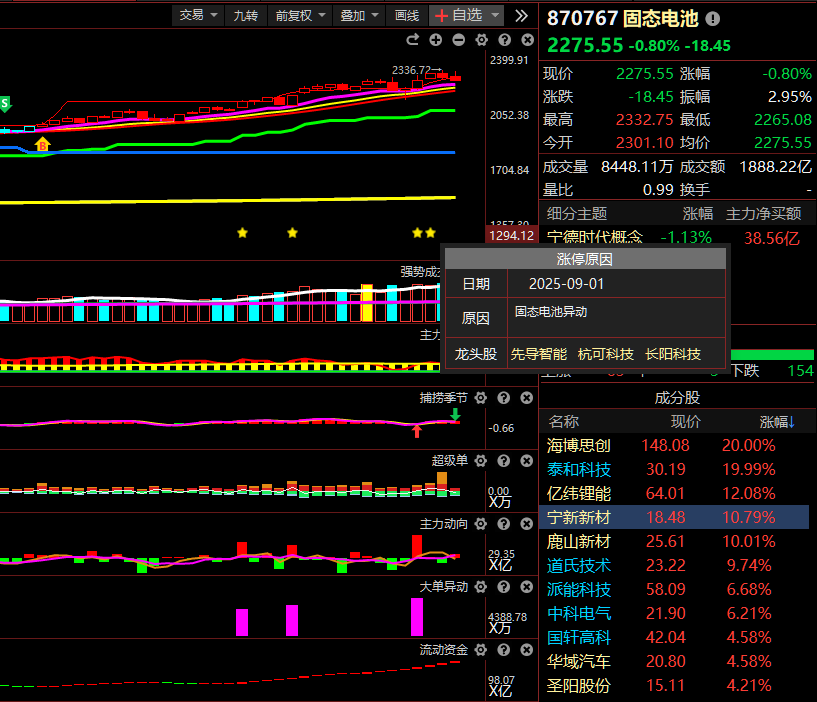 交易 九转 前复权 叠加 画线 +自选
870767 固态电池
2275.55 -0.80% -18.45
现价 2275.55 涨幅 -0.80%
涨跌 -18.45 振幅 2.95%
最高 2332.75 最低 2265.08
今开 2301.10 均价 2275.55
成交量 8448.11万 成交额 1888.22亿
量比 0.99 换手 -
细分主题 涨幅 主力净买额
宁德时代概念 -1.13% 38.56亿
2399.91
2336.72
S
2052.38
B
1704.84
1357.30
1294.12
强势成
涨停原因
日期 2025-09-01
原因 固态电池异动
龙头股 先导智能 杭可科技 长阳科技
主力
下跌 154
捕捞季节
-0.66
超级单
0.00
X万
主力动向
29.35
X亿
大单异动
4388.78
X万
流动资金
98.07
X亿
成分股
名称 现价 涨幅↓
海博思创 148.08 20.00%
泰和科技 30.19 19.99%
亿纬锂能 64.01 12.08%
宁新新材 18.48 10.79%
鹿山新材 25.61 10.01%
道氏技术 23.22 9.74%
派能科技 58.09 6.68%
中科电气 21.90 6.21%
国轩高科 42.04 4.58%
华域汽车 20.80 4.58%
圣阳股份 15.11 4.21%